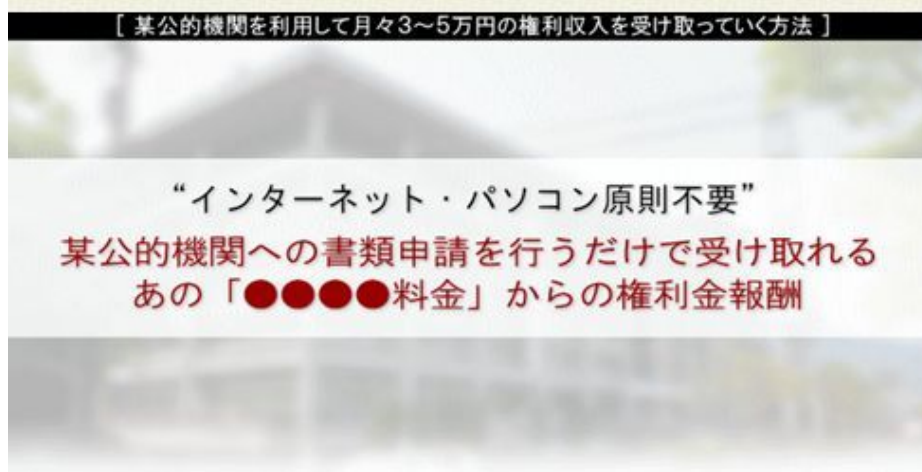 [ 某公的機関を利用して月々3〜5万円の権利収入を受け取っていく方法 ]
“インターネット・パソコン原則不要”
某公的機関への書類申請を行うだけで受け取れる
あの「●●●●料金」からの権利金報酬